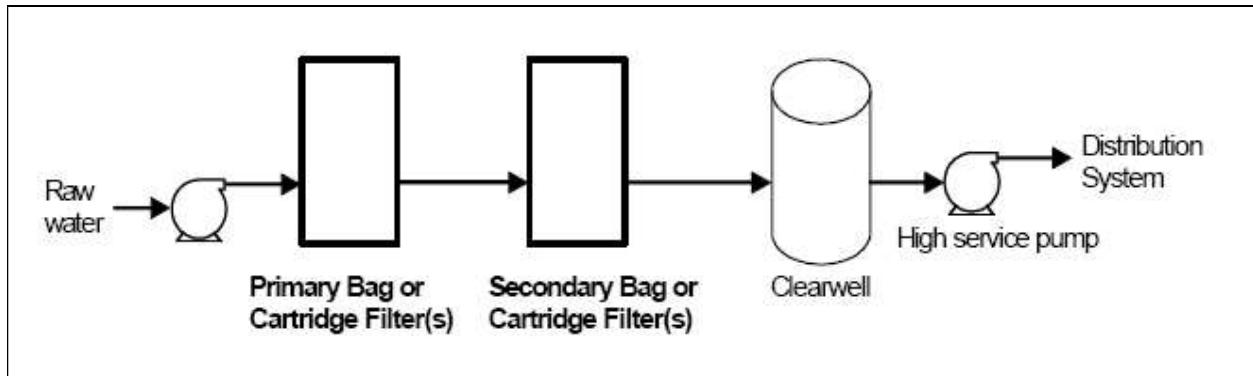 Raw
water
Primary Bag or
Cartridge Filter(s)
Secondary Bag or
Cartridge Filter(s)
Clearwell
High service pump
Distribution
System